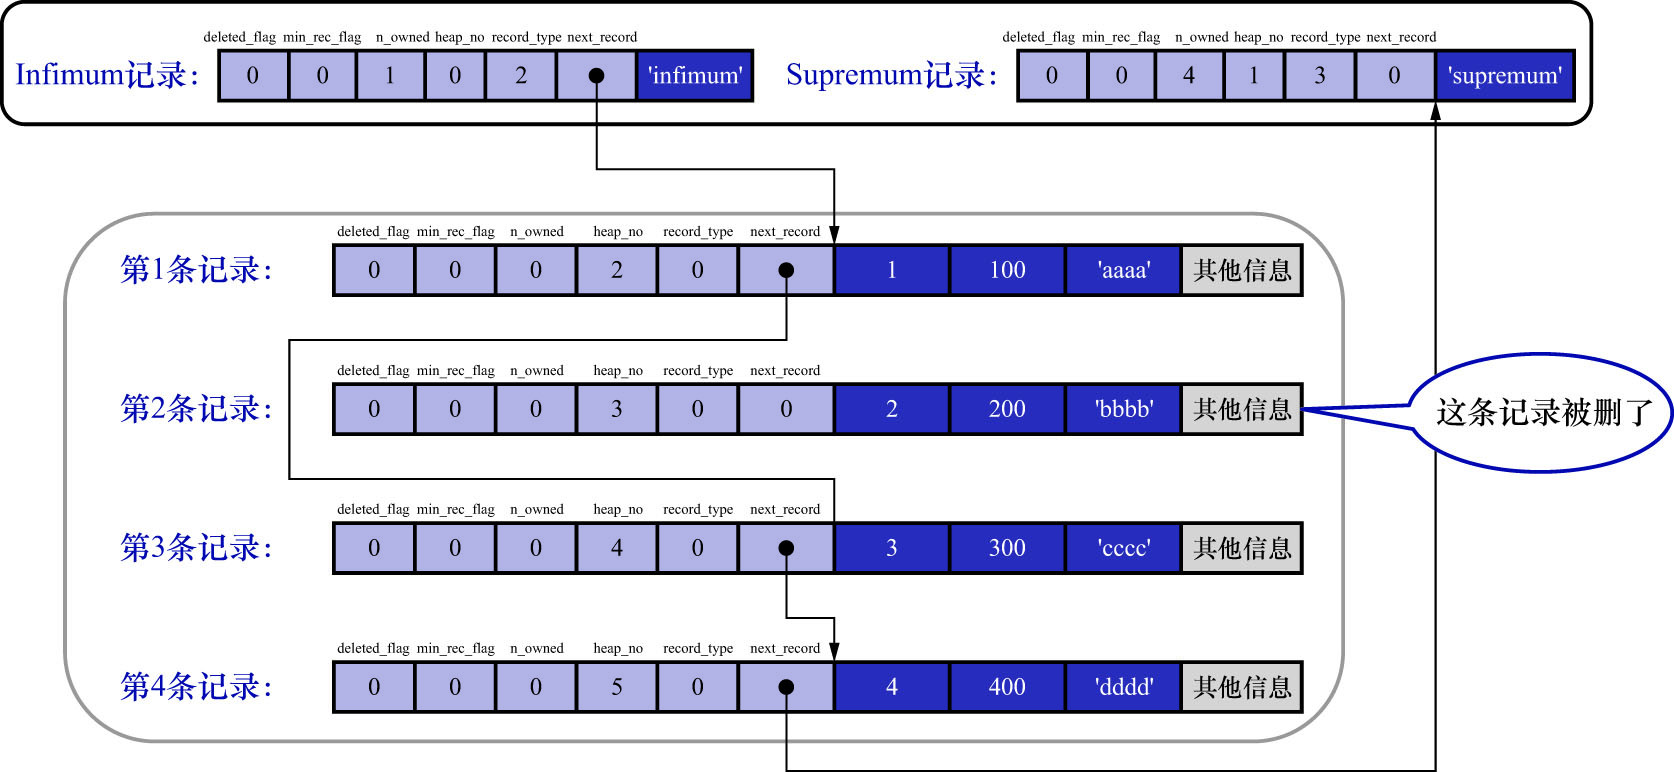 deleted_flag min_rec_flag n_owned heap_no record_type next_record
Infimum记录： 0 0 1 0 2 'infimum'
deleted_flag min_rec_flag n_owned heap_no record_type next_record
Supremum记录： 0 0 4 1 3 0 'supremum'
deleted_flag min_rec_flag n_owned heap_no record_type next_record
第1条记录： 0 0 0 2 0 1 100 'aaaa' 其他信息
deleted_flag min_rec_flag n_owned heap_no record_type next_record
第2条记录： 0 0 0 3 0 0 2 200 'bbbb' 其他信息
这条记录被删了
deleted_flag min_rec_flag n_owned heap_no record_type next_record
第3条记录： 0 0 0 4 0 3 300 'cccc' 其他信息
deleted_flag min_rec_flag n_owned heap_no record_type next_record
第4条记录： 0 0 0 5 0 4 400 'dddd' 其他信息